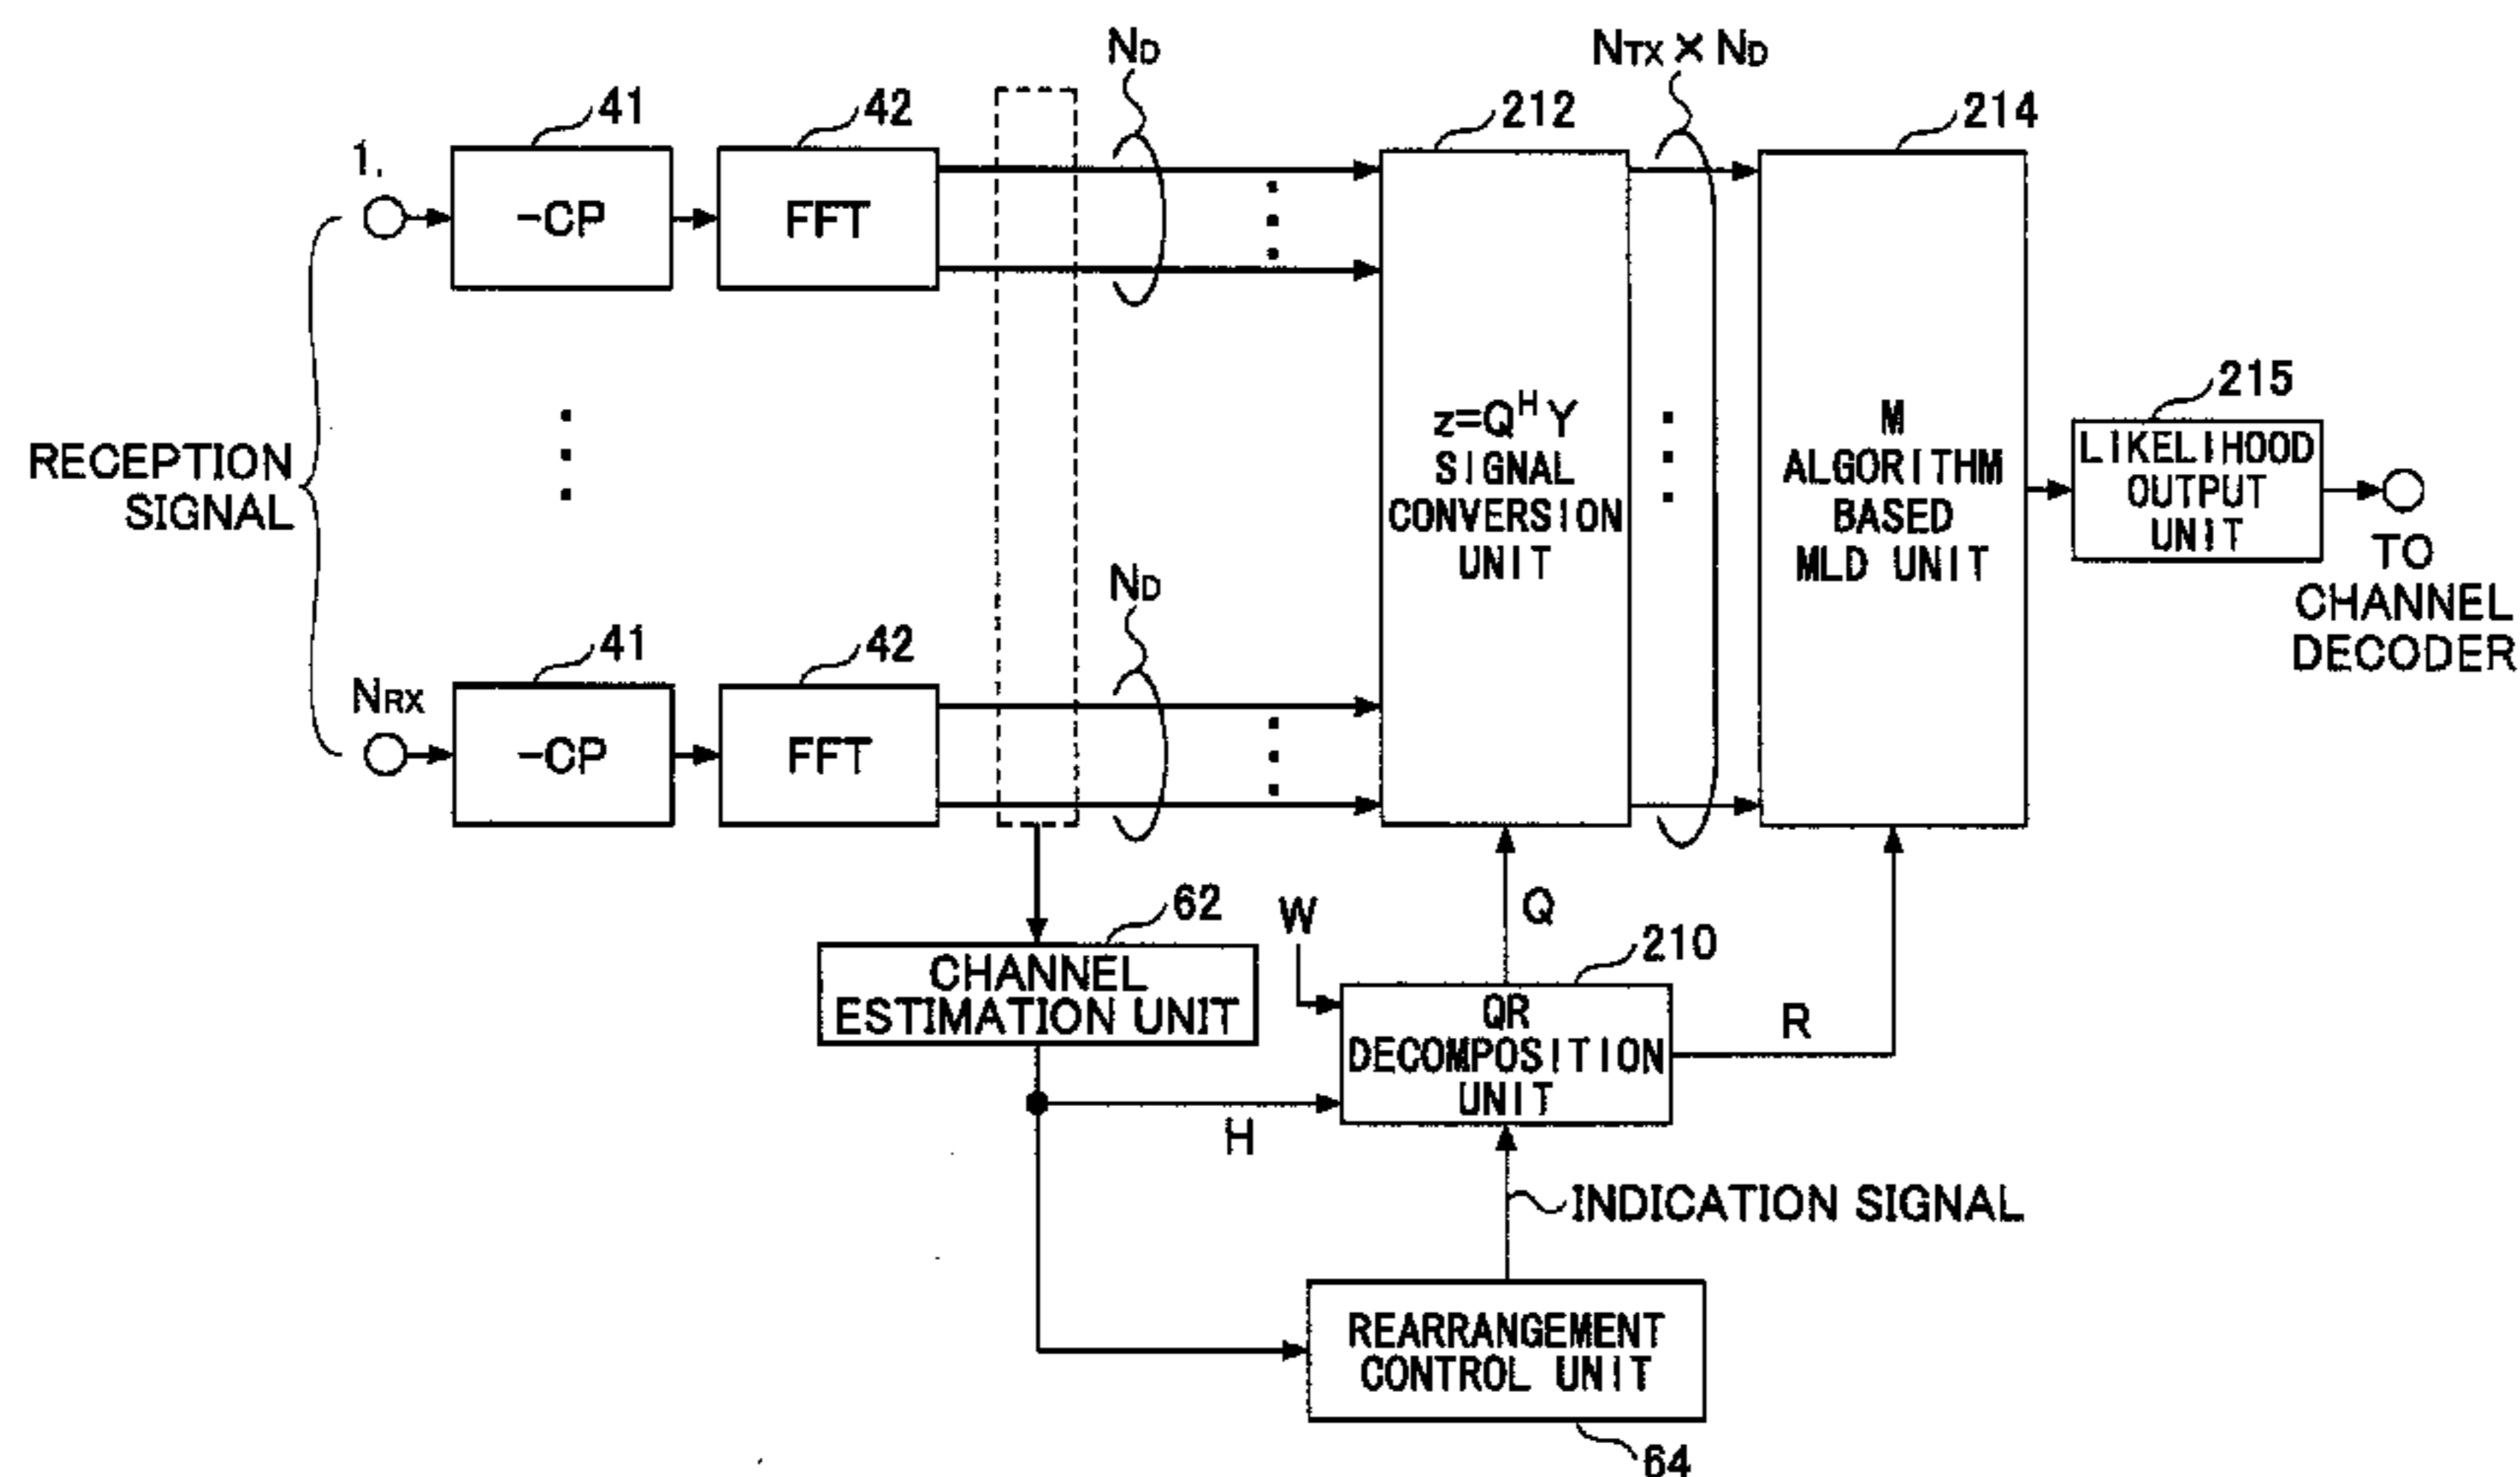 ND
NTX × ND
41
42
212
214
1.
-CP
FFT
215
z=Q^H Y
SIGNAL
CONVERSION
UNIT
M
ALGORITHM
BASED
MLD UNIT
LIKELIHOOD
OUTPUT
UNIT
RECEPTION
SIGNAL
TO
CHANNEL
DECODER
ND
41
42
NRX
-CP
FFT
62
W
Q
210
CHANNEL
ESTIMATION UNIT
QR
DECOMPOSITION
UNIT
R
H
INDICATION SIGNAL
REARRANGEMENT
CONTROL UNIT
64